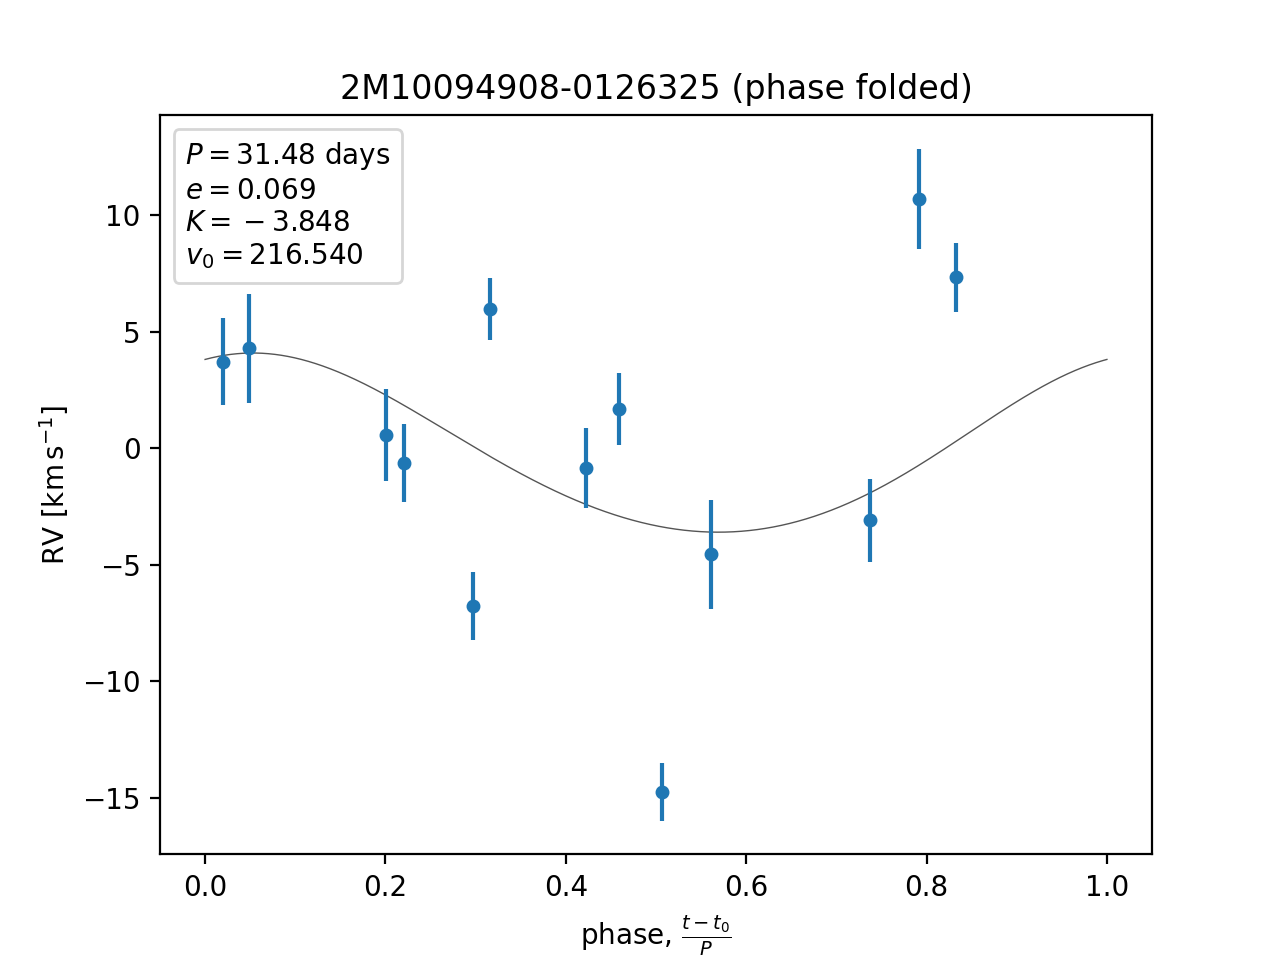 2M10094908-0126325 (phase folded)
P = 31.48 days
e = 0.069
K = −3.848
v₀ = 216.540
10
5
0
−5
−10
−15
RV [km s⁻¹]
0.0 0.2 0.4 0.6 0.8 1.0
phase, (t − t₀)/P